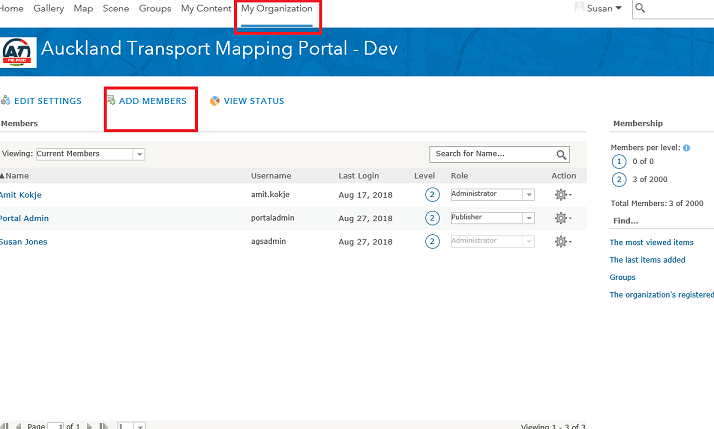 Home Gallery Map Scene Groups My Content My Organization Susan
AT
Auckland Transport Mapping Portal - Dev
EDIT SETTINGS ADD MEMBERS VIEW STATUS
Members
Membership
Viewing: Current Members Search for Name...
Members per level:
1 0 of 0
2 3 of 2000
Total Members: 3 of 2000
Name Username Last Login Level Role Action
Amit Kokje amit.kokje Aug 17, 2018 2 Administrator
Portal Admin portaladmin Aug 27, 2018 2 Publisher
Susan Jones agsadmin Aug 27, 2018 2 Administrator
Find...
The most viewed items
The last items added
Groups
The organization's registered
Page 1 of 1 1 Viewing 1 - 3 of 3